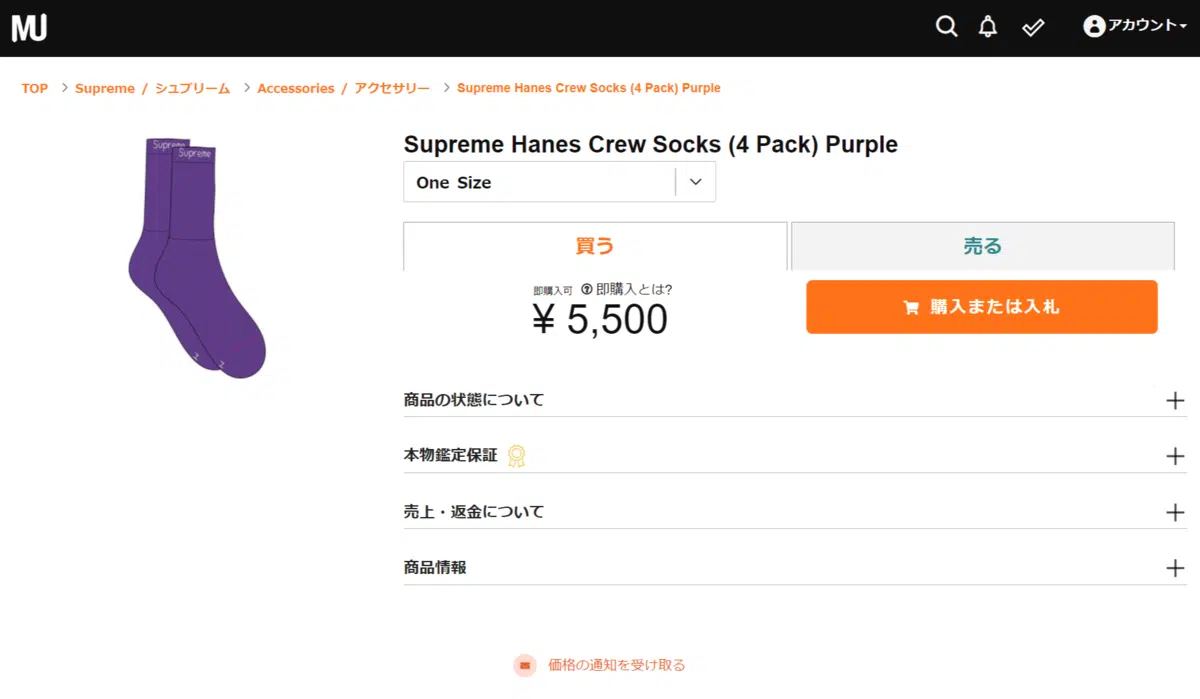 MU
アカウント
TOP > Supreme / シュプリーム > Accessories / アクセサリー > Supreme Hanes Crew Socks (4 Pack) Purple
Supreme
Supreme
Supreme Hanes Crew Socks (4 Pack) Purple
One Size
買う
売る
即購入可 ?即購入とは?
¥ 5,500
購入または入札
商品の状態について
本物鑑定保証
売上・返金について
商品情報
価格の通知を受け取る